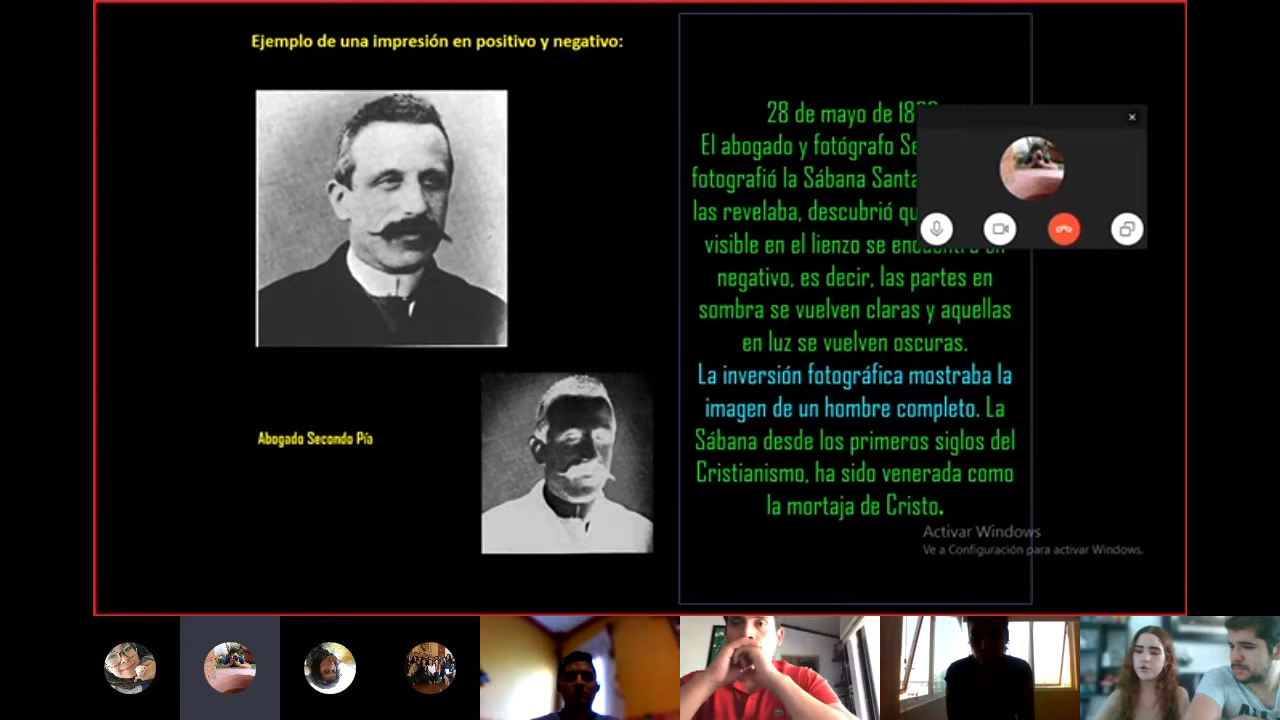 Ejemplo de una impresión en positivo y negativo:
28 de mayo de
El abogado y fotógrafo
fotografió la Sábana Santa
las revelaba, descubrió
visible en el lienzo se
negativo, es decir, las partes en
sombra se vuelven claras y aquellas
en luz se vuelven oscuras.
La inversión fotográfica mostraba la
imagen de un hombre completo. La
Sábana desde los primeros siglos del
Cristianismo, ha sido venerada como
la mortaja de Cristo.
Abogado Secondo Pía
Activar Windows
Ve a Configuración para activar Windows.